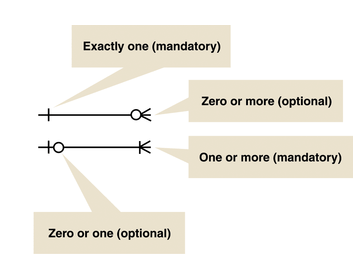 Exactly one (mandatory)
Zero or more (optional)
One or more (mandatory)
Zero or one (optional)